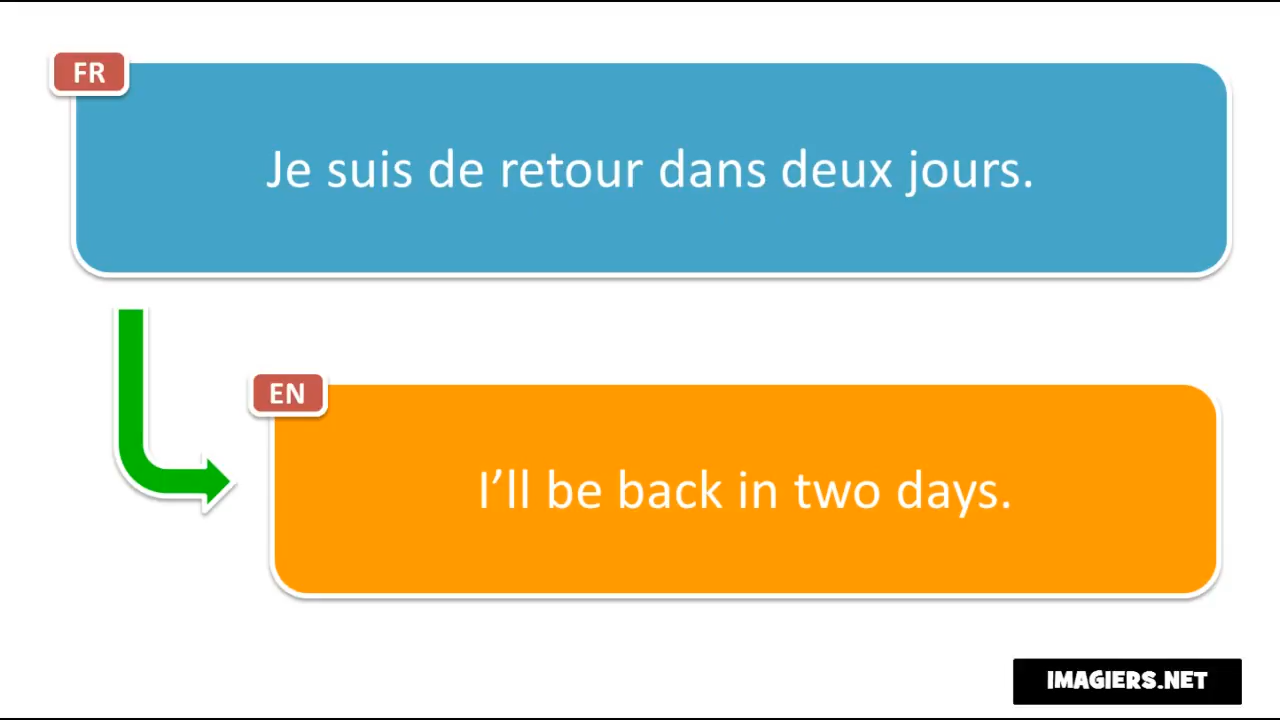 FR
Je suis de retour dans deux jours.
EN
I’ll be back in two days.
IMAGIERS.NET